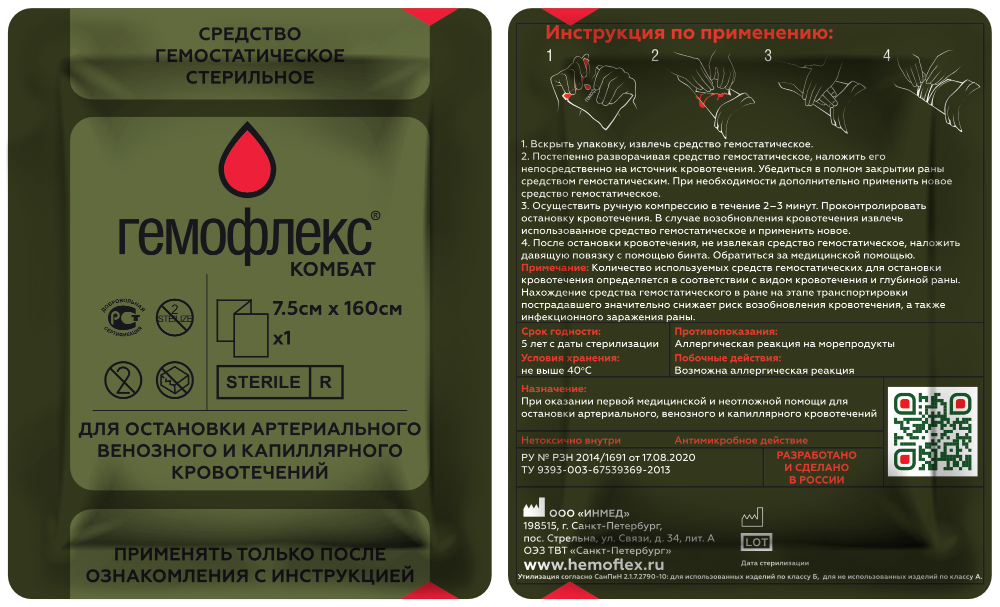 СРЕДСТВО
ГЕМОСТАТИЧЕСКОЕ
СТЕРИЛЬНОЕ
гемофлекс®
КОМБАТ
ДОБРОВОЛЬНАЯ
СЕРТИФИКАЦИЯ
2
STERILIZE
7.5см x 160см
x1
2
STERILE R
ДЛЯ ОСТАНОВКИ АРТЕРИАЛЬНОГО
ВЕНОЗНОГО И КАПИЛЛЯРНОГО
КРОВОТЕЧЕНИЙ
ПРИМЕНЯТЬ ТОЛЬКО ПОСЛЕ
ОЗНАКОМЛЕНИЯ С ИНСТРУКЦИЕЙ
Инструкция по применению:
1 2 3 4
1. Вскрыть упаковку, извлечь средство гемостатическое.
2. Постепенно разворачивая средство гемостатическое, наложить его
непосредственно на источник кровотечения. Убедиться в полном закрытии раны
средством гемостатическим. При необходимости дополнительно применить новое
средство гемостатическое.
3. Осуществить ручную компрессию в течение 2–3 минут. Проконтролировать
остановку кровотечения. В случае возобновления кровотечения извлечь
использованное средство гемостатическое и применить новое.
4. После остановки кровотечения, не извлекая средство гемостатическое, наложить
давящую повязку с помощью бинта. Обратиться за медицинской помощью.
Примечание: Количество используемых средств гемостатических для остановки
кровотечения определяется в соответствии с видом кровотечения и глубиной раны.
Нахождение средства гемостатического в ране на этапе транспортировки
пострадавшего значительно снижает риск возобновления кровотечения, а также
инфекционного заражения раны.
Срок годности:
5 лет с даты стерилизации
Условия хранения:
не выше 40°С
Противопоказания:
Аллергическая реакция на морепродукты
Побочные действия:
Возможна аллергическая реакция
Назначение:
При оказании первой медицинской и неотложной помощи для
остановки артериального, венозного и капиллярного кровотечений
Нетоксично внутри Антимикробное действие
РУ № РЗН 2014/1691 от 17.08.2020
ТУ 9393-003-67539369-2013
РАЗРАБОТАНО
И СДЕЛАНО
В РОССИИ
ООО «ИНМЕД»
198515, г. Санкт-Петербург,
пос. Стрельна, ул. Связи, д. 34, лит. А
ОЭЗ ТВТ «Санкт-Петербург»
www.hemoflex.ru
LOT
Дата стерилизации
Утилизация согласно СанПиН 2.1.7.2790-10: для использованных изделий по классу Б, для не использованных изделий по классу А.